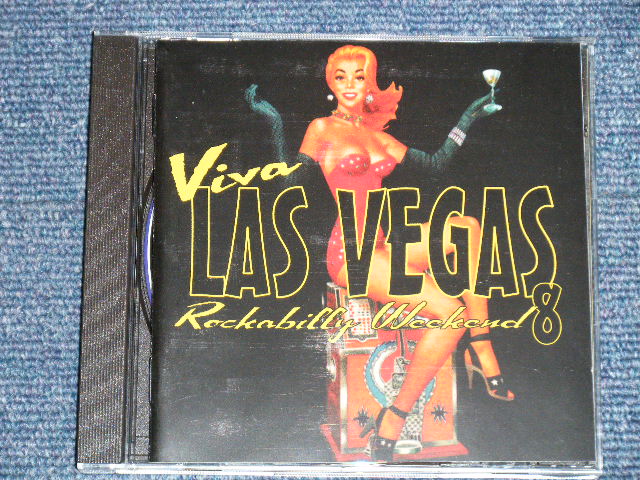 Viva
LAS VEGAS
Rockabilly Weekend 8